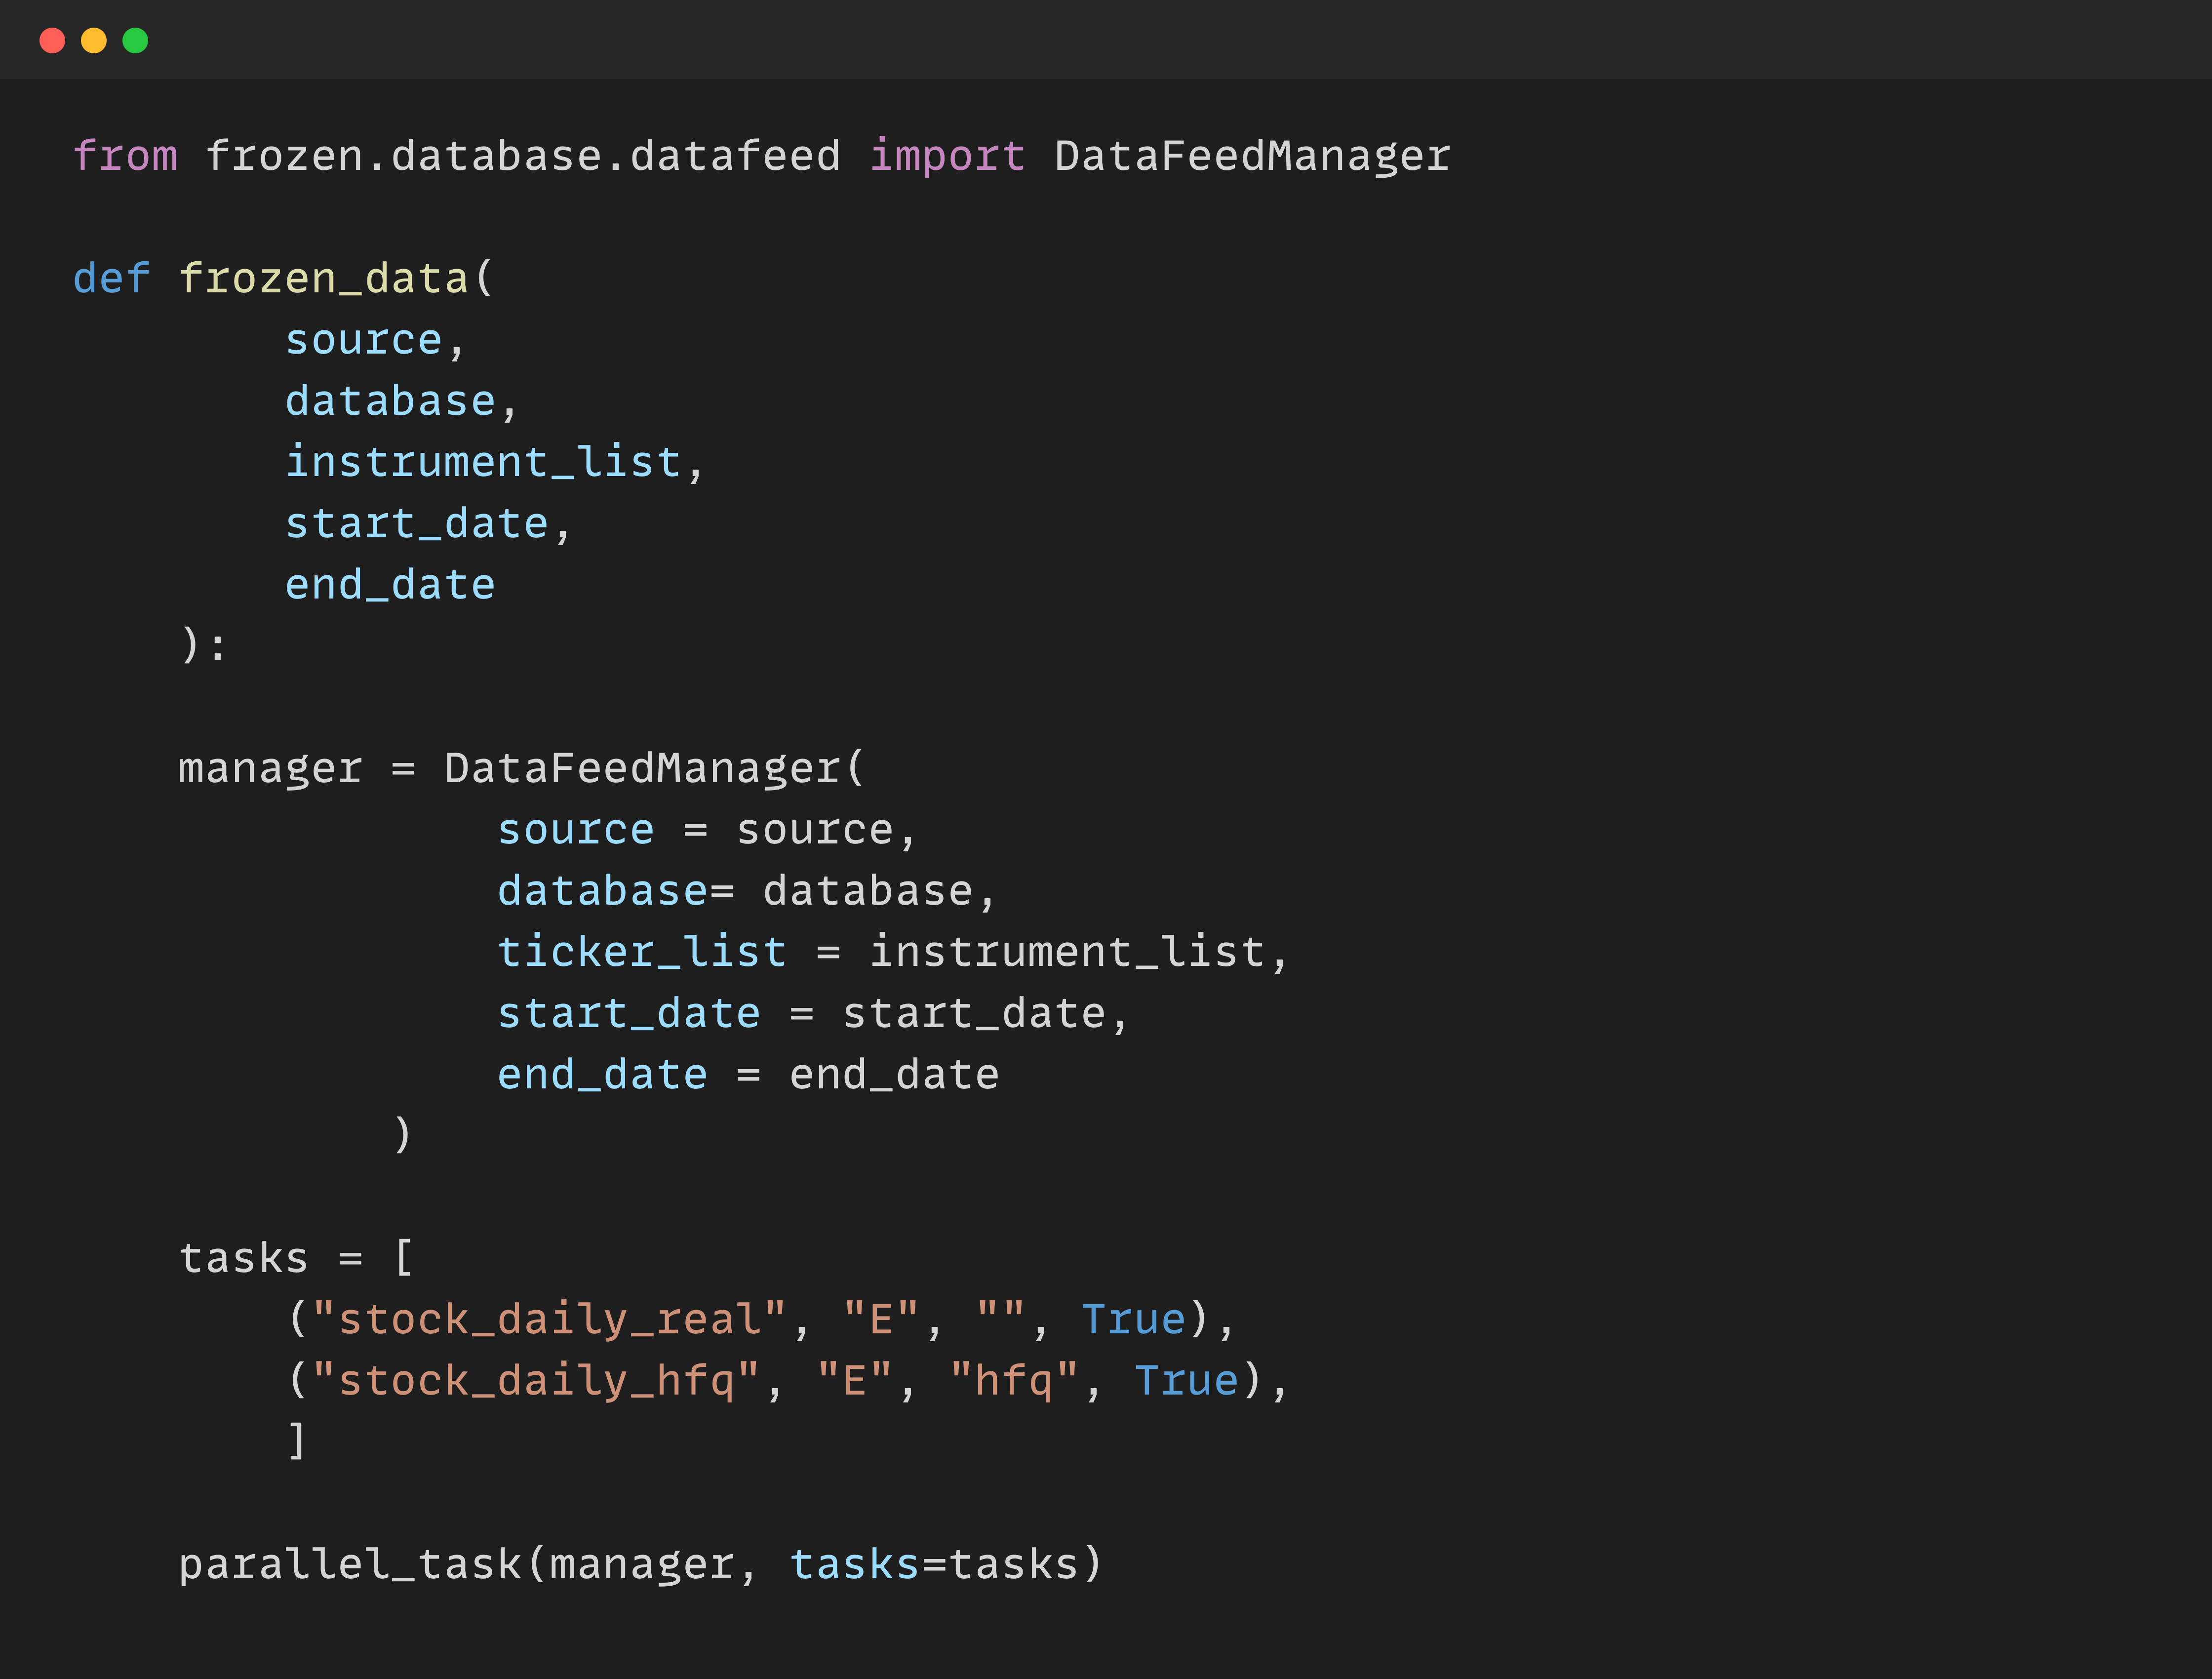 from frozen.database.datafeed import DataFeedManager
def frozen_data(
source,
database,
instrument_list,
start_date,
end_date
):
manager = DataFeedManager(
source = source,
database= database,
ticker_list = instrument_list,
start_date = start_date,
end_date = end_date
)
tasks = [
("stock_daily_real", "E", "", True),
("stock_daily_hfq", "E", "hfq", True),
]
parallel_task(manager, tasks=tasks)